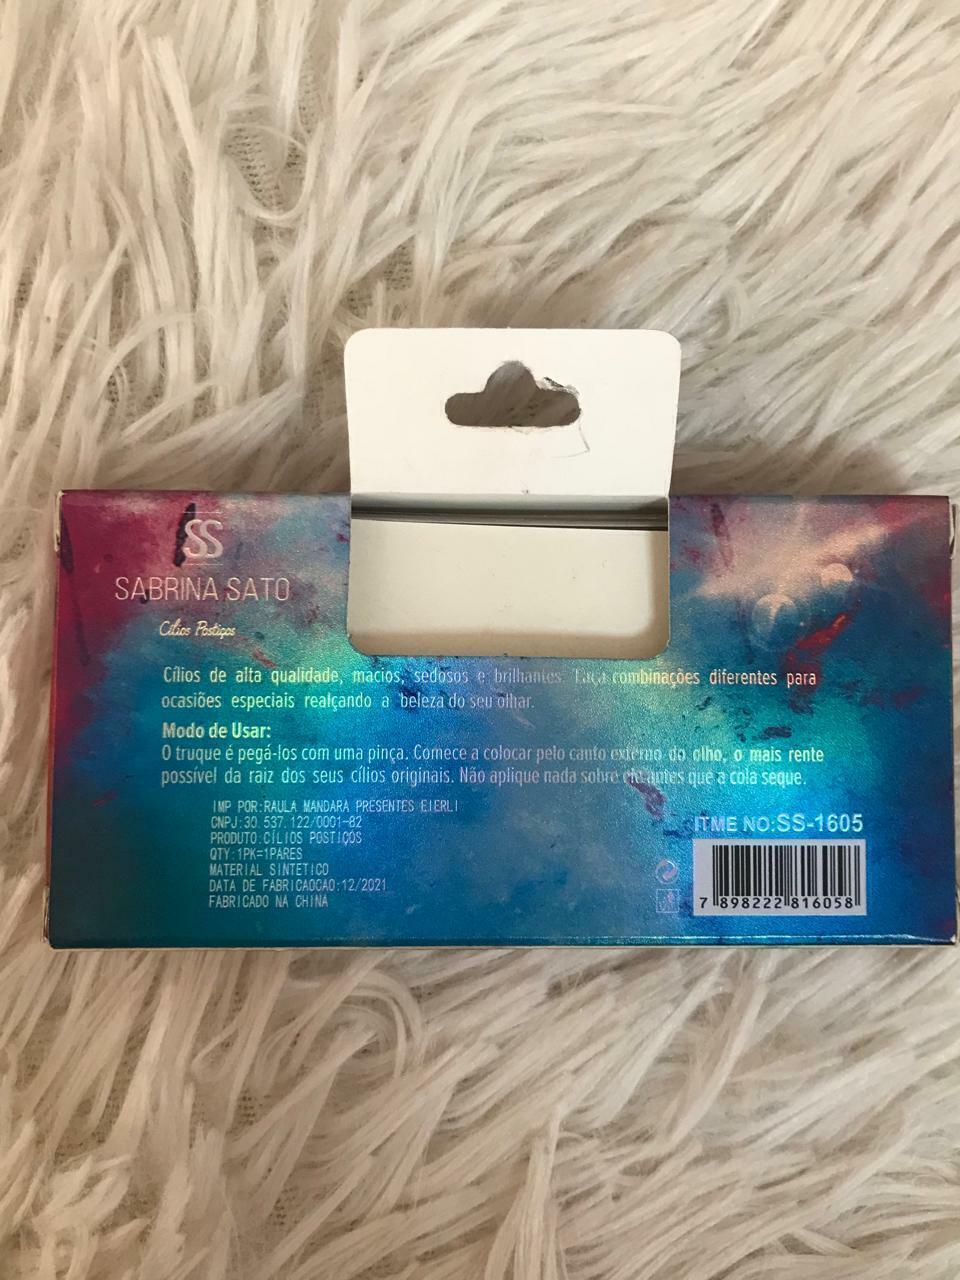 SS
SABRINA SATO
Cílios Postiços
Cílios de alta qualidade, macios, sedosos e brilhantes. Faça combinações diferentes para
ocasiões especiais realçando a beleza do seu olhar.
Modo de Usar:
O truque é pegá-los com uma pinça. Comece a colocar pelo canto externo do olho, o mais rente
possível da raiz dos seus cílios originais. Não aplique nada sobre eles antes que a cola seque.
IMP POR:RAULA MANDARA PRESENTES EIERLI
CNPJ:30.537.122/0001-82
PRODUTO:CÍLIOS POSTIÇOS
QTY:1PK=1PARES
MATERIAL SINTETICO
DATA DE FABRICAOCAO:12/2021
FABRICADO NA CHINA
ITME NO:SS-1605
7 898222 816058